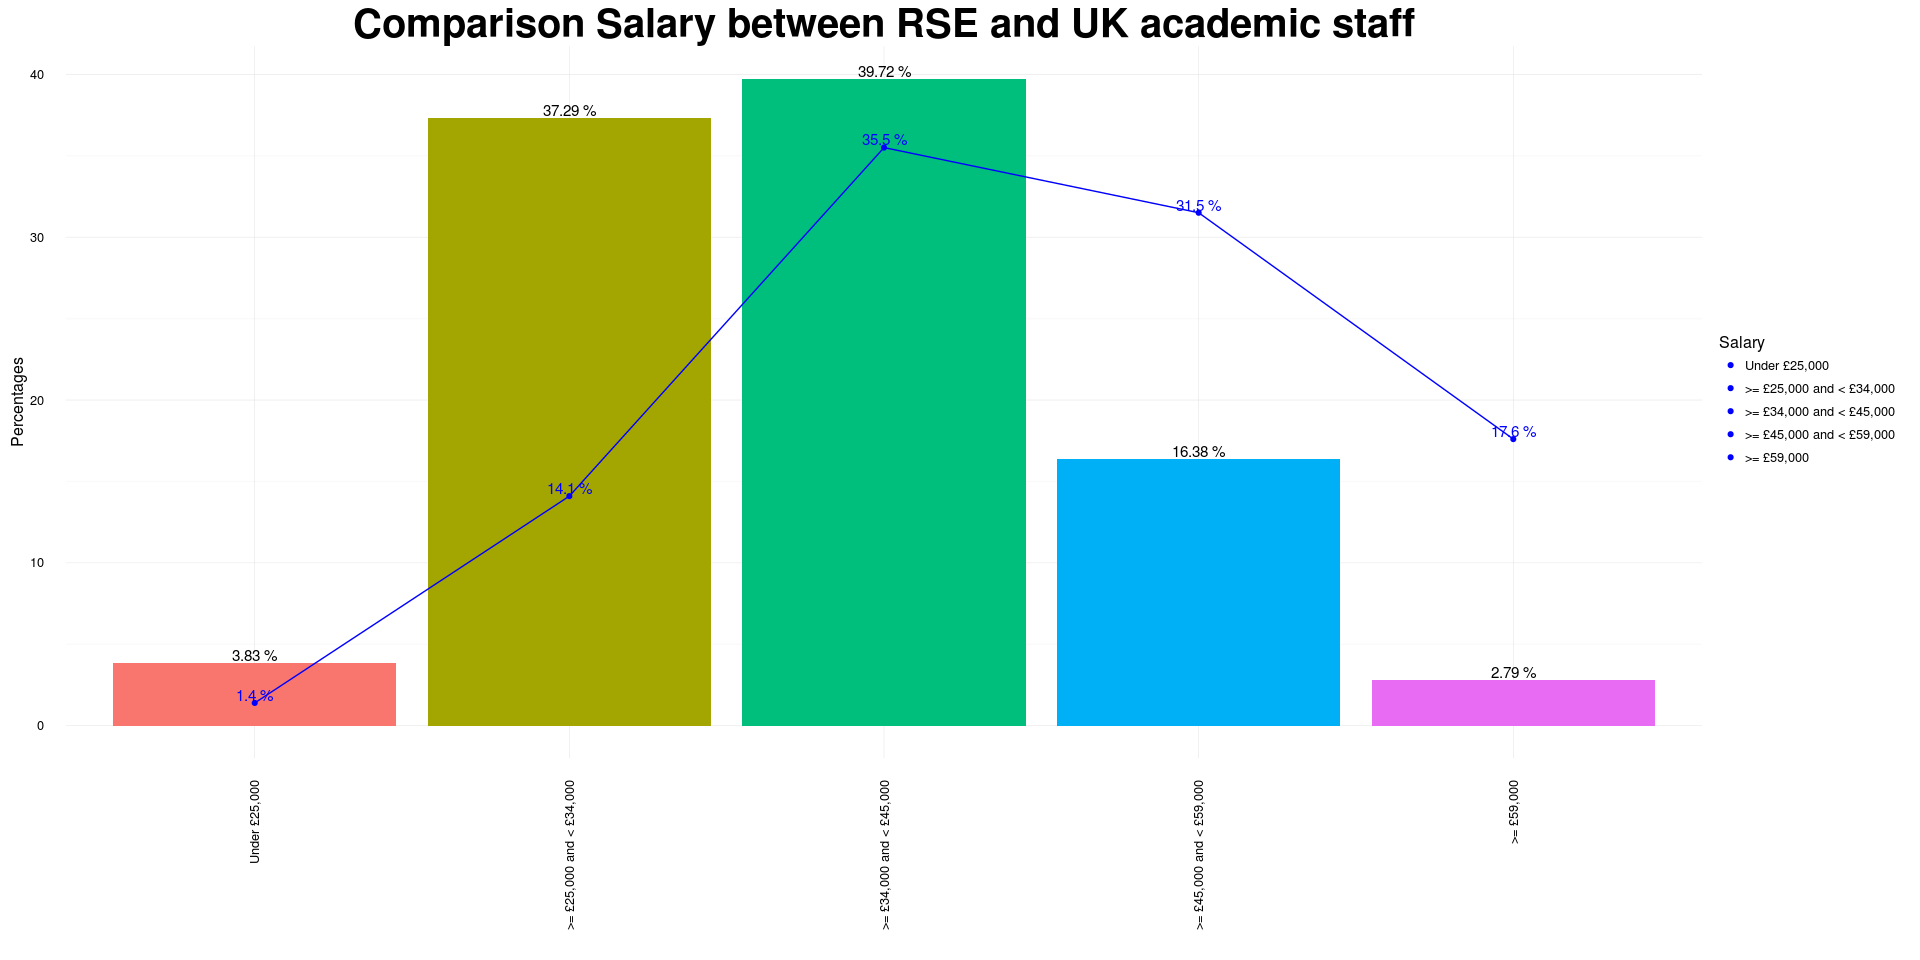 Comparison Salary between RSE and UK academic staff
Percentages
40
30
20
10
0
39.72 %
37.29 %
35.5 %
31.5 %
17.6 %
16.38 %
14.1 %
3.83 %
2.79 %
1.4 %
Under £25,000
>= £25,000 and < £34,000
>= £34,000 and < £45,000
>= £45,000 and < £59,000
>= £59,000
Salary
Under £25,000
>= £25,000 and < £34,000
>= £34,000 and < £45,000
>= £45,000 and < £59,000
>= £59,000